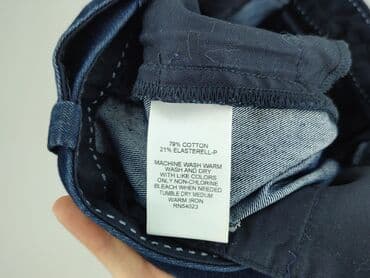 79% COTTON
21% ELASTERELL-P
MACHINE WASH WARM
WASH AND DRY
WITH LIKE COLORS
ONLY NON-CHLORINE
BLEACH WHEN NEEDED
TUMBLE DRY MEDIUM
WARM IRON
RN54023